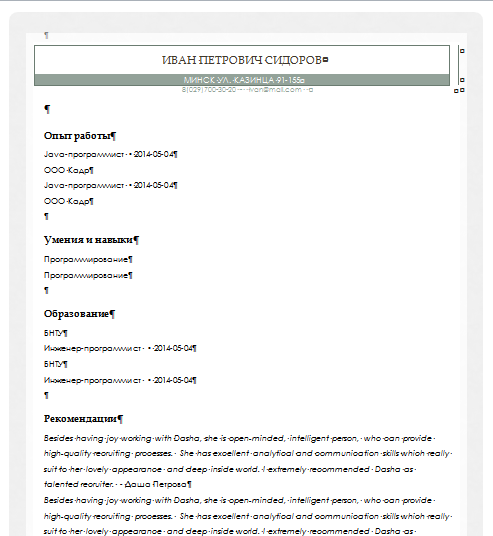 ИВАН ПЕТРОВИЧ СИДОРОВ
МИНСК УЛ. КАЗИНЦА 91-155а
8(029)700-30-20 · ivan@mail.com
Опыт работы¶
Java-программист • 2014-05-04¶
ООО Кадр¶
Java-программист • 2014-05-04¶
ООО Кадр¶
¶
Умения и навыки¶
Программирование¶
Программирование¶
¶
Образование¶
БНТУ¶
Инженер-программист • 2014-05-04¶
БНТУ¶
Инженер-программист • 2014-05-04¶
¶
Рекомендации¶
Besides having joy working with Dasha, she is open-minded, intelligent person, who can provide
high-quality recruiting processes. She has excellent analytical and communication skills which really
suit to her lovely appearance and deep inside world. I extremely recommended Dasha as
talented recruiter. - Даша Петрова¶
Besides having joy working with Dasha, she is open-minded, intelligent person, who can provide
high-quality recruiting processes. She has excellent analytical and communication skills which really
suit to her lovely appearance and deep inside world. I extremely recommended Dasha as